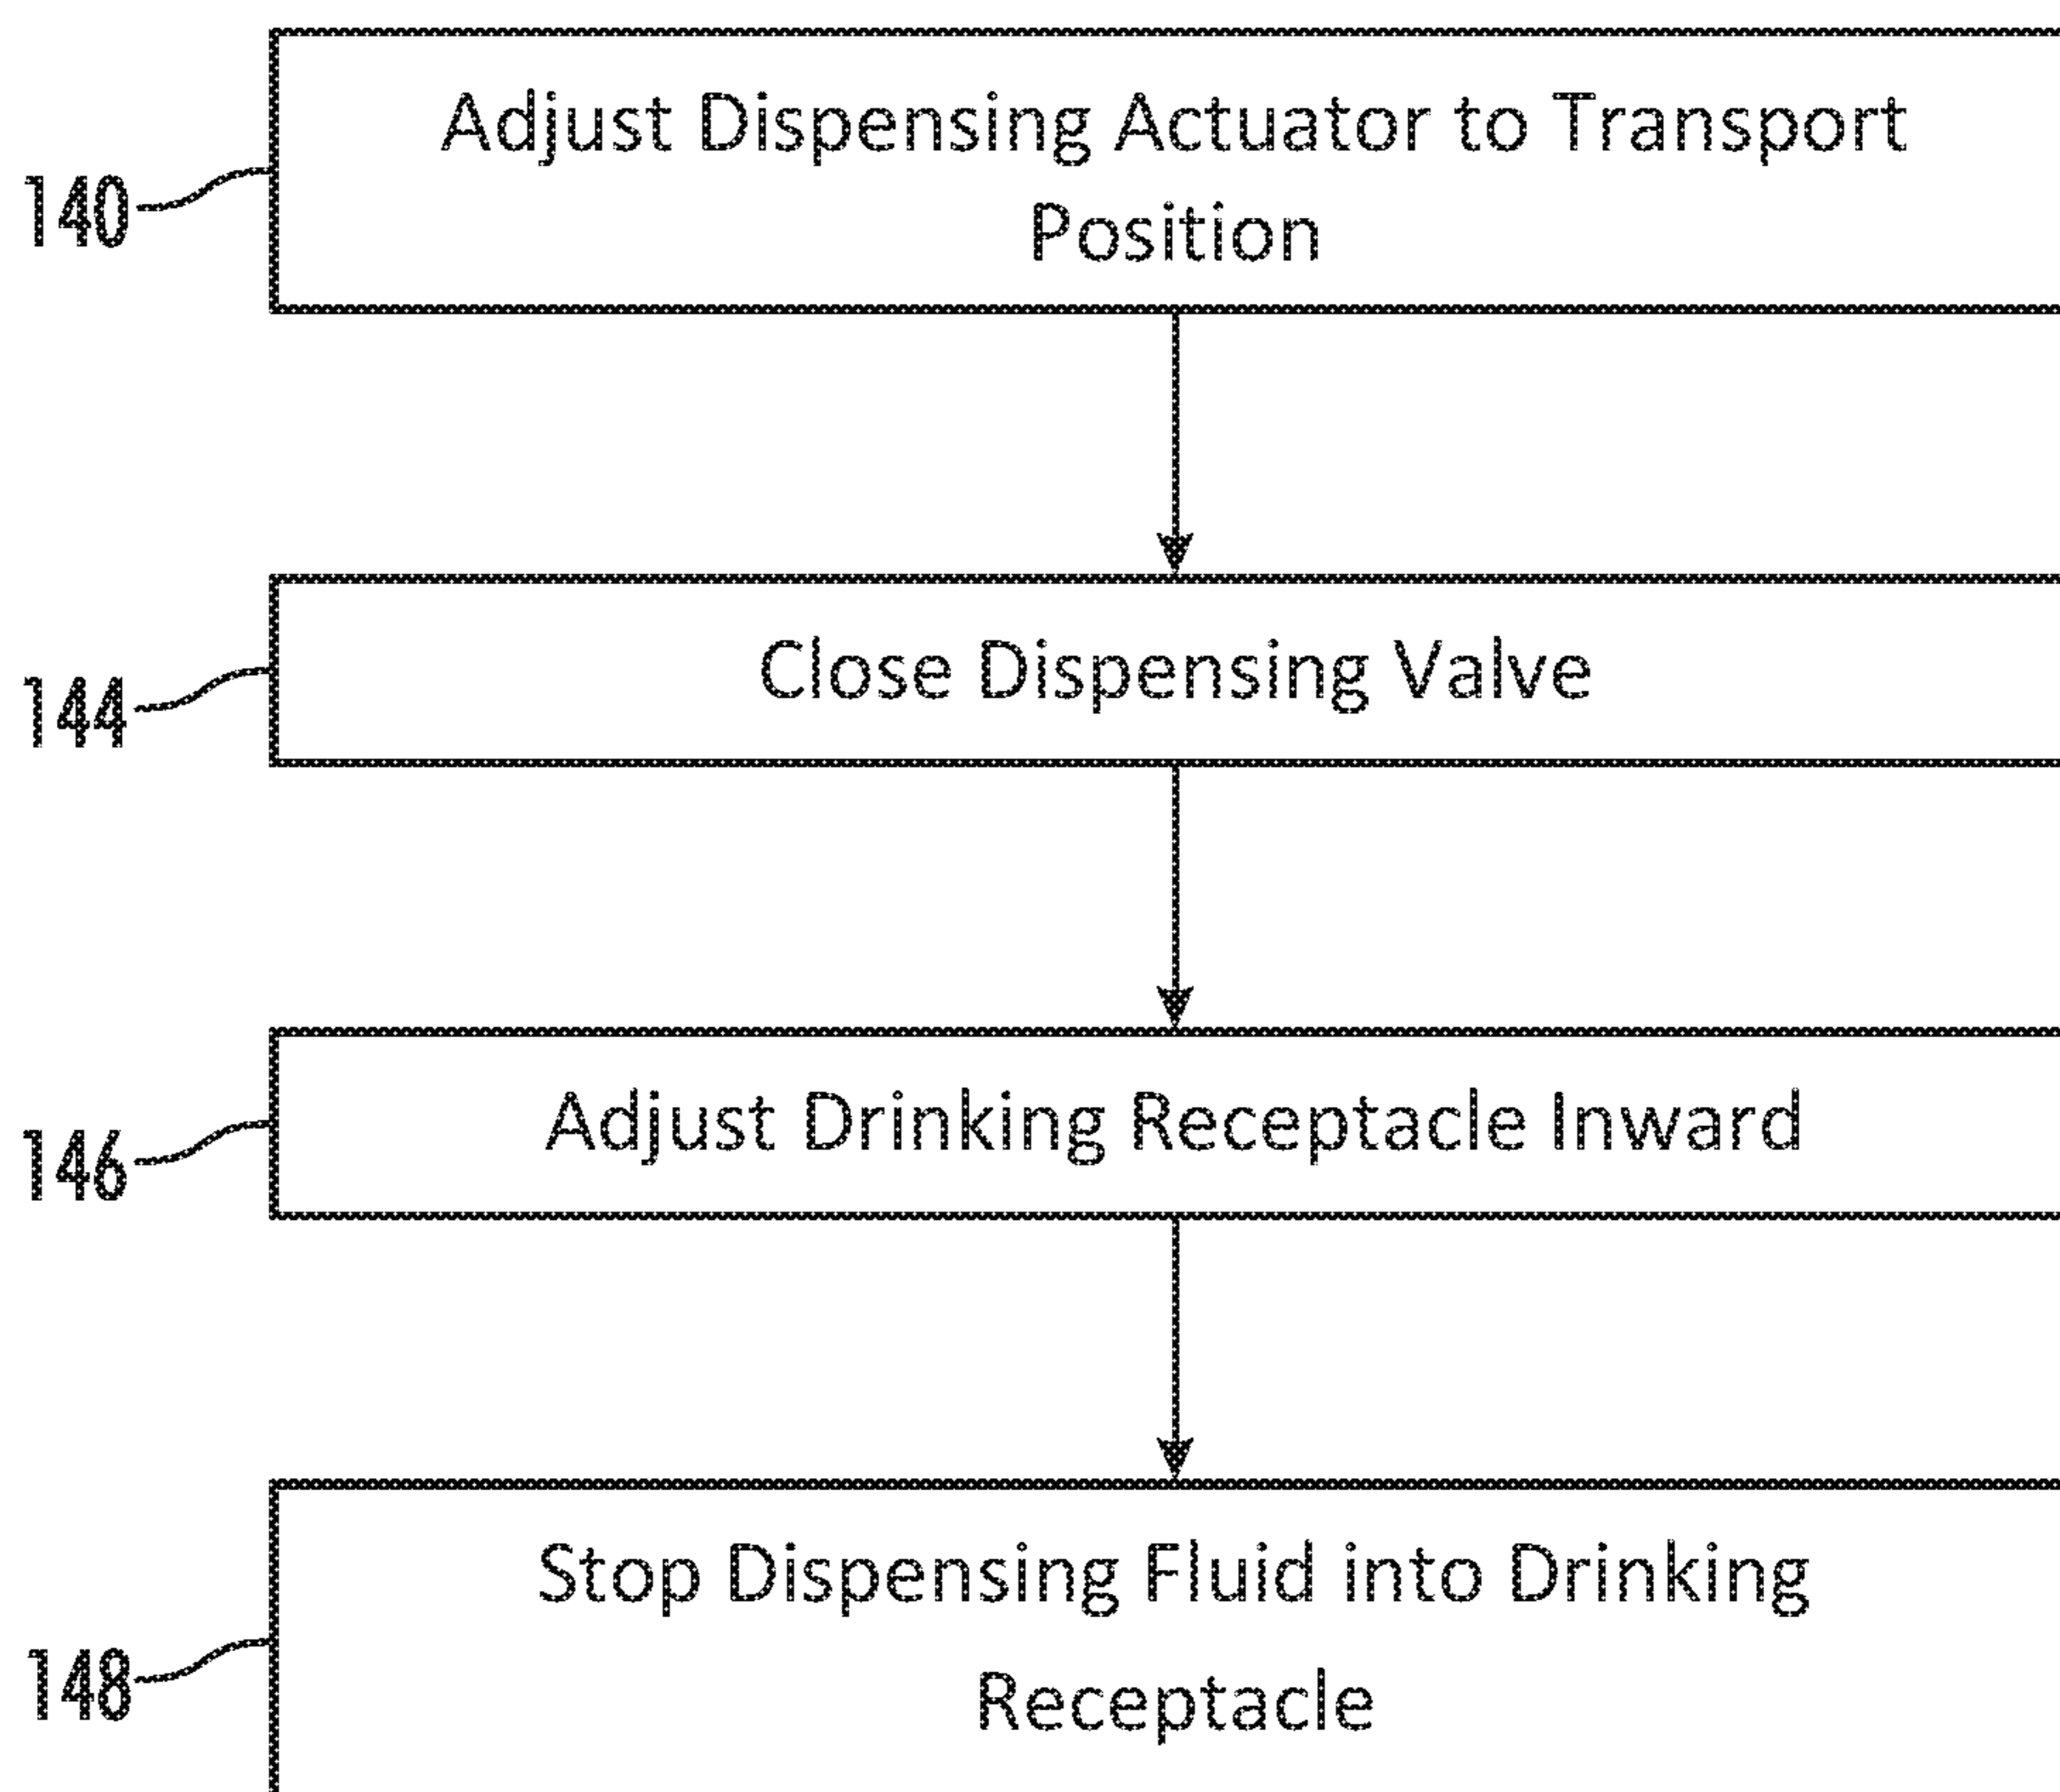 Adjust Dispensing Actuator to Transport
Position
140
Close Dispensing Valve
144
Adjust Drinking Receptacle Inward
146
Stop Dispensing Fluid into Drinking
Receptacle
148